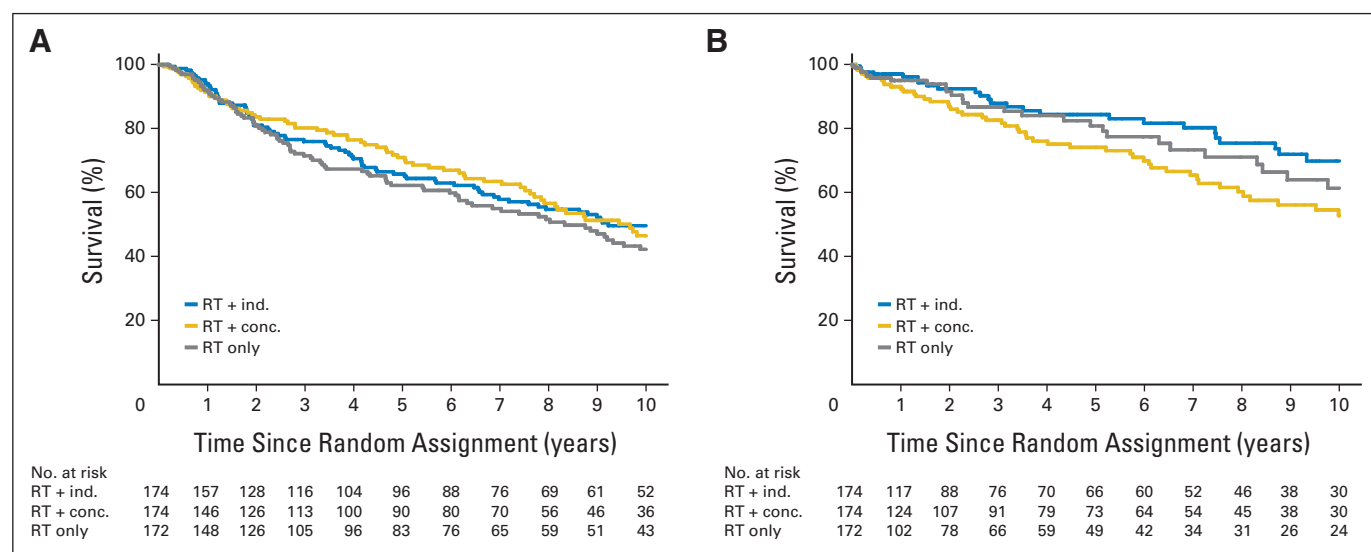 A
Survival (%)
100
80
60
40
20
RT + ind.
RT + conc.
RT only
0 1 2 3 4 5 6 7 8 9 10
Time Since Random Assignment (years)
No. at risk
RT + ind. 174 157 128 116 104 96 88 76 69 61 52
RT + conc. 174 146 126 113 100 90 80 70 56 46 36
RT only 172 148 126 105 96 83 76 65 59 51 43
B
Survival (%)
100
80
60
40
20
RT + ind.
RT + conc.
RT only
0 1 2 3 4 5 6 7 8 9 10
Time Since Random Assignment (years)
No. at risk
RT + ind. 174 117 88 76 70 66 60 52 46 38 30
RT + conc. 174 124 107 91 79 73 64 54 45 38 30
RT only 172 102 78 66 59 49 42 34 31 26 24